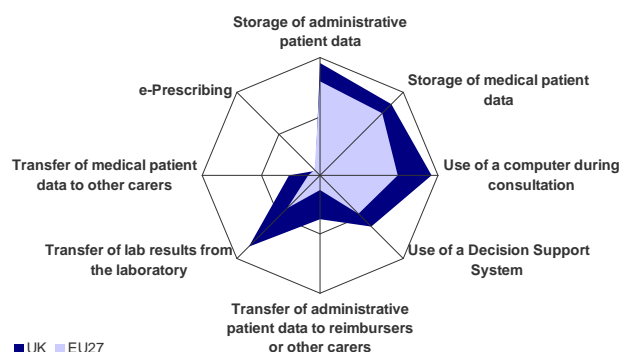 Storage of administrative
patient data
Storage of medical patient
data
e-Prescribing
Transfer of medical patient
data to other carers
Use of a computer during
consultation
Transfer of lab results from
the laboratory
Use of a Decision Support
System
Transfer of administrative
patient data to reimbursers
or other carers
UK EU27